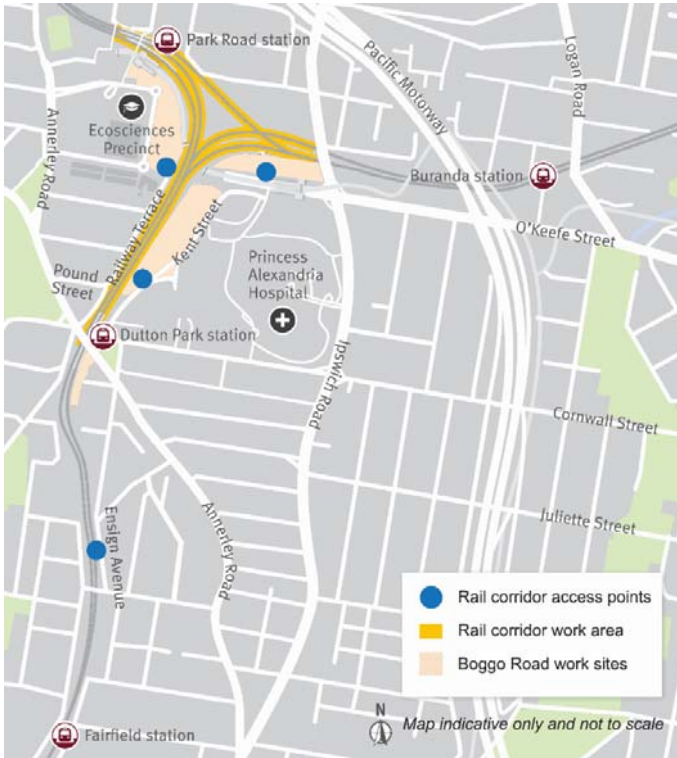 Park Road station
Pacific Motorway
Logan Road
Annerley Road
Ecosciences
Precinct
Buranda station
O'Keefe Street
Railway Terrace
Kent Street
Pound
Street
Princess
Alexandria
Hospital
Dutton Park station
Ipswich Road
Cornwall Street
Juliette Street
Ensign Avenue
Annerley Road
Rail corridor access points
Rail corridor work area
Boggo Road work sites
N
Map indicative only and not to scale
Fairfield station